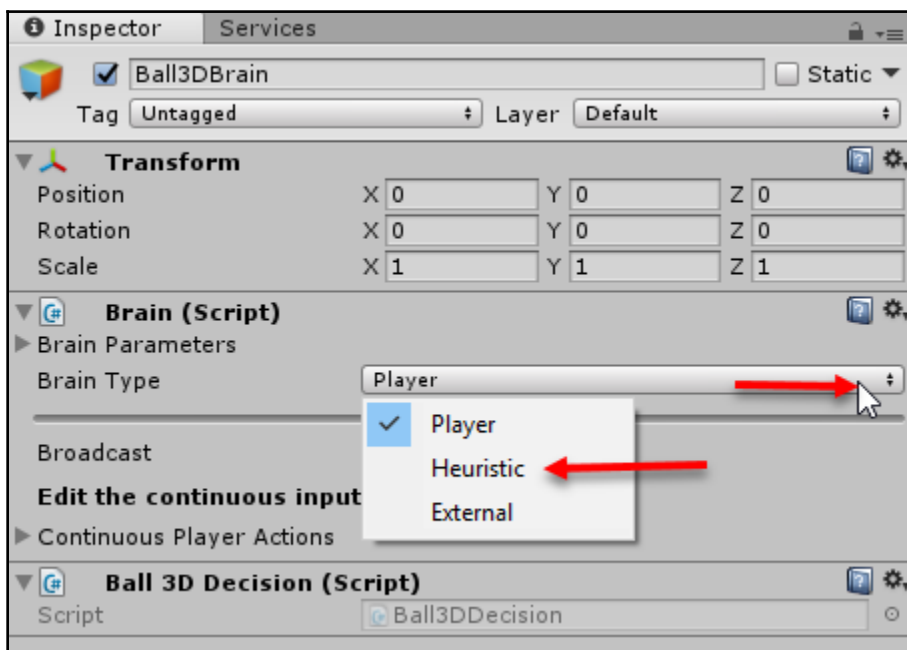 Inspector Services
Ball3DBrain Static
Tag Untagged Layer Default
Transform
Position X 0 Y 0 Z 0
Rotation X 0 Y 0 Z 0
Scale X 1 Y 1 Z 1
Brain (Script)
Brain Parameters
Brain Type Player
Player
Broadcast
Heuristic
Edit the continuous input
External
Continuous Player Actions
Ball 3D Decision (Script)
Script Ball3DDecision